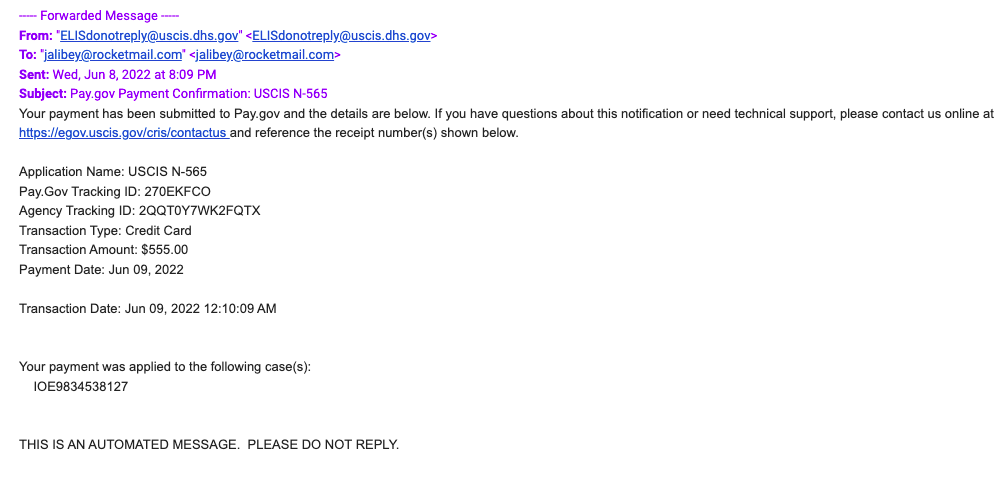 ----- Forwarded Message -----
From: "ELISdonotreply@uscis.dhs.gov" <ELISdonotreply@uscis.dhs.gov>
To: "jalibey@rocketmail.com" <jalibey@rocketmail.com>
Sent: Wed, Jun 8, 2022 at 8:09 PM
Subject: Pay.gov Payment Confirmation: USCIS N-565
Your payment has been submitted to Pay.gov and the details are below. If you have questions about this notification or need technical support, please contact us online at
https://egov.uscis.gov/cris/contactus and reference the receipt number(s) shown below.
Application Name: USCIS N-565
Pay.Gov Tracking ID: 270EKFCO
Agency Tracking ID: 2QQT0Y7WK2FQTX
Transaction Type: Credit Card
Transaction Amount: $555.00
Payment Date: Jun 09, 2022
Transaction Date: Jun 09, 2022 12:10:09 AM
Your payment was applied to the following case(s):
IOE9834538127
THIS IS AN AUTOMATED MESSAGE.  PLEASE DO NOT REPLY.